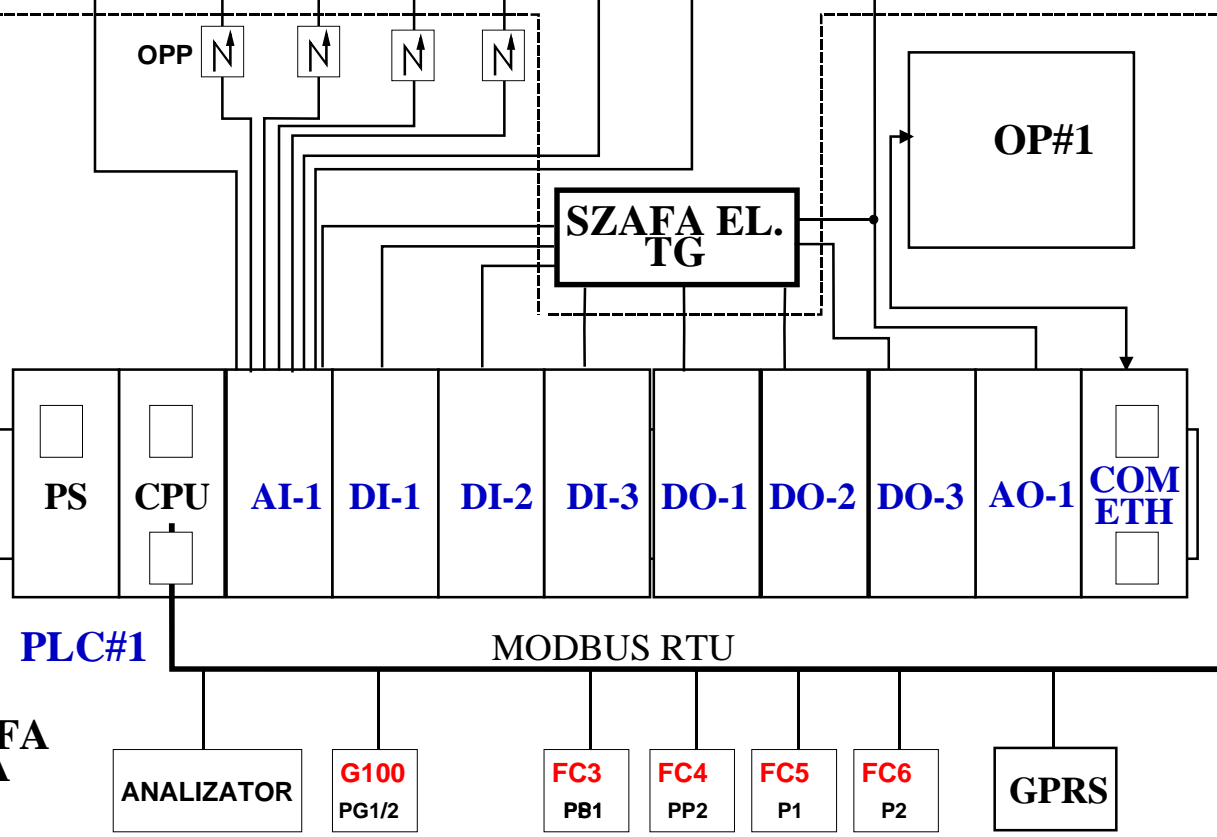 OPP
OP#1
SZAFA EL.
TG
PS
CPU
AI-1
DI-1
DI-2
DI-3
DO-1
DO-2
DO-3
AO-1
COM
ETH
PLC#1
MODBUS RTU
FA
A
ANALIZATOR
G100
PG1/2
FC3
PB1
FC4
PP2
FC5
P1
FC6
P2
GPRS